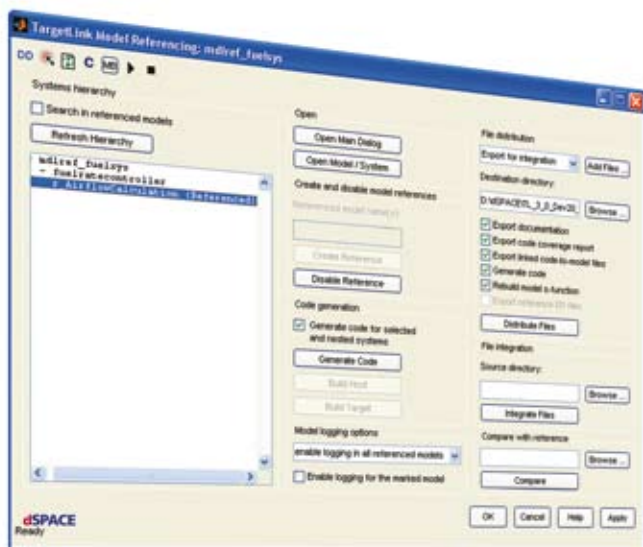 TargetLink Model Referencing: mdlref_fuelsys
DD C MB
Systems hierarchy
Search in referenced models
Refresh Hierarchy
mdlref_fuelsys
- fuelratecontroller
r AirflowCalculation (Referenced)
Open
Open Main Dialog
Open Model / System
Create and disable model references
Referenced model name(s)
Create Reference
Disable Reference
Code generation
Generate code for selected
and nested systems
Generate Code
Build Host
Build Target
Model logging options
enable logging in all referenced models
Enable logging for the marked model
File distribution
Export for integration
Add Files ...
Destination directory:
Browse ...
Export documentation
Export code coverage report
Export linked code-to-model files
Generate code
Rebuild model s-function
Distribute Files
File integration
Source directory:
Browse ...
Integrate Files
Compare with reference
Browse ...
Compare
OK Cancel Help Apply
dSPACE
Ready